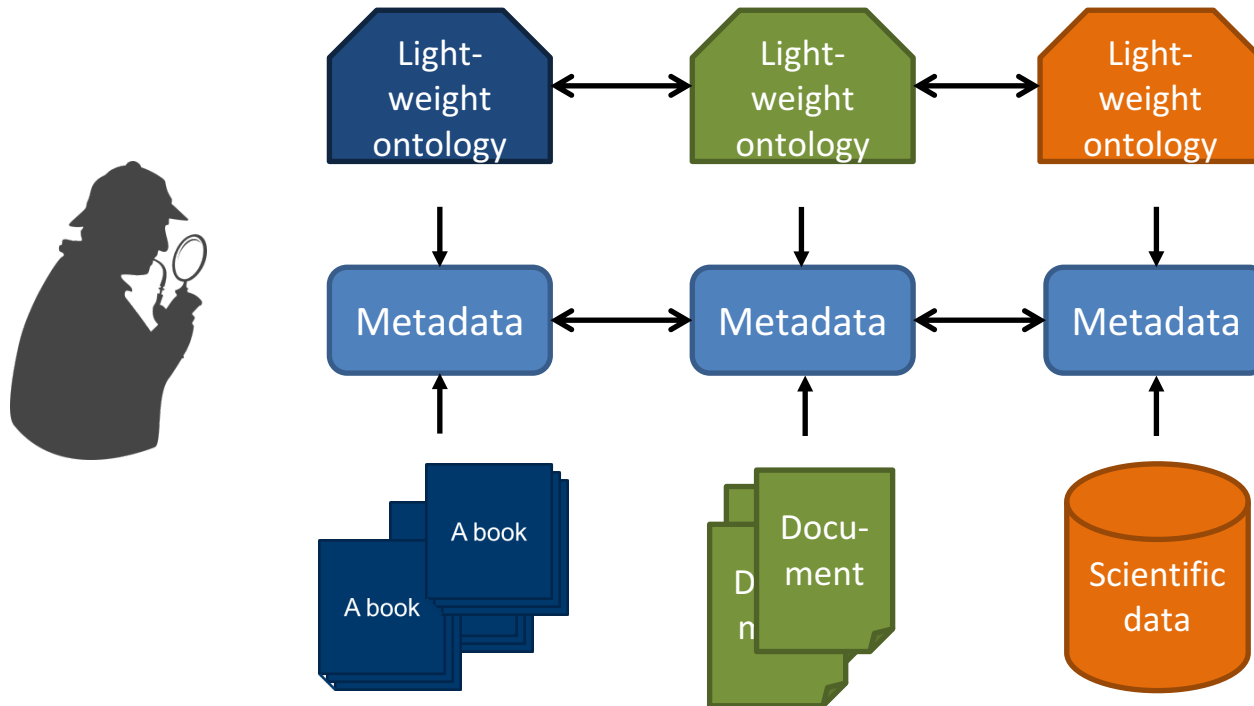 Light-
weight
ontology
Light-
weight
ontology
Light-
weight
ontology
Metadata
Metadata
Metadata
A book
A book
Docu-
ment
D
m
Scientific
data